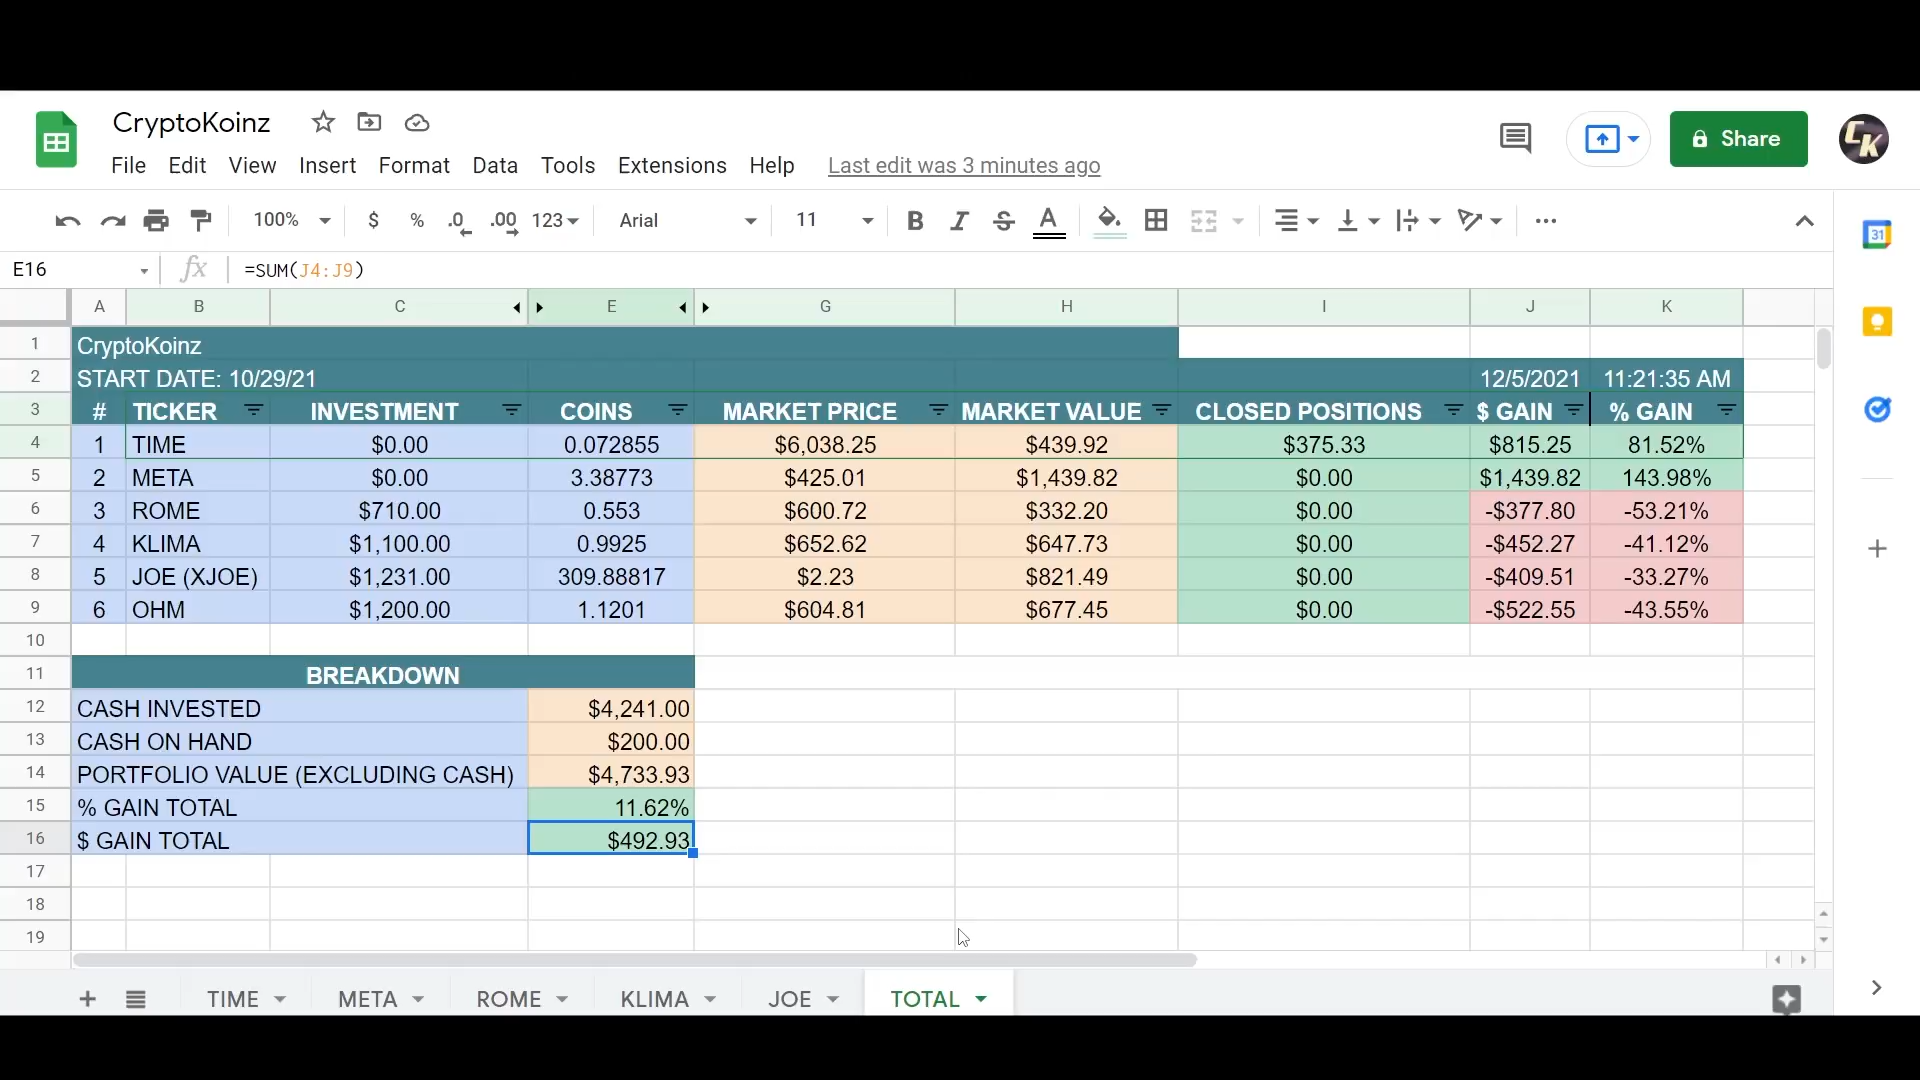 CryptoKoinz
File Edit View Insert Format Data Tools Extensions Help Last edit was 3 minutes ago
Share
CK
100% $ % .0 .00 123 Arial 11 B I S A
31
E16 fx =SUM(J4:J9)
A B C E G H I J K
1 CryptoKoinz
2 START DATE: 10/29/21 12/5/2021 11:21:35 AM
3 # TICKER INVESTMENT COINS MARKET PRICE MARKET VALUE CLOSED POSITIONS $ GAIN % GAIN
4 1 TIME $0.00 0.072855 $6,038.25 $439.92 $375.33 $815.25 81.52%
5 2 META $0.00 3.38773 $425.01 $1,439.82 $0.00 $1,439.82 143.98%
6 3 ROME $710.00 0.553 $600.72 $332.20 $0.00 -$377.80 -53.21%
7 4 KLIMA $1,100.00 0.9925 $652.62 $647.73 $0.00 -$452.27 -41.12%
8 5 JOE (XJOE) $1,231.00 309.88817 $2.23 $821.49 $0.00 -$409.51 -33.27%
9 6 OHM $1,200.00 1.1201 $604.81 $677.45 $0.00 -$522.55 -43.55%
10
11 BREAKDOWN
12 CASH INVESTED $4,241.00
13 CASH ON HAND $200.00
14 PORTFOLIO VALUE (EXCLUDING CASH) $4,733.93
15 % GAIN TOTAL 11.62%
16 $ GAIN TOTAL $492.93
17
18
19
TIME META ROME KLIMA JOE TOTAL